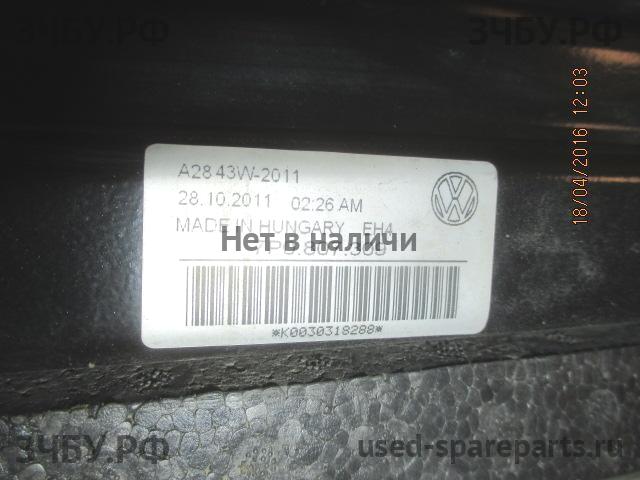 ЗЧБУ.РФ
ЗЧБУ.РФ
18/04/2016 12:03
A28 43W-2011
28.10.2011 02:26 AM
MADE IN HUNGARY EH4
Нет в наличи
*K0030318288*
ЗЧБУ.РФ
used-spareparts.ru